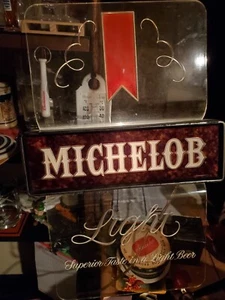 MICHELOB
Light
Superior Taste in a Light Beer